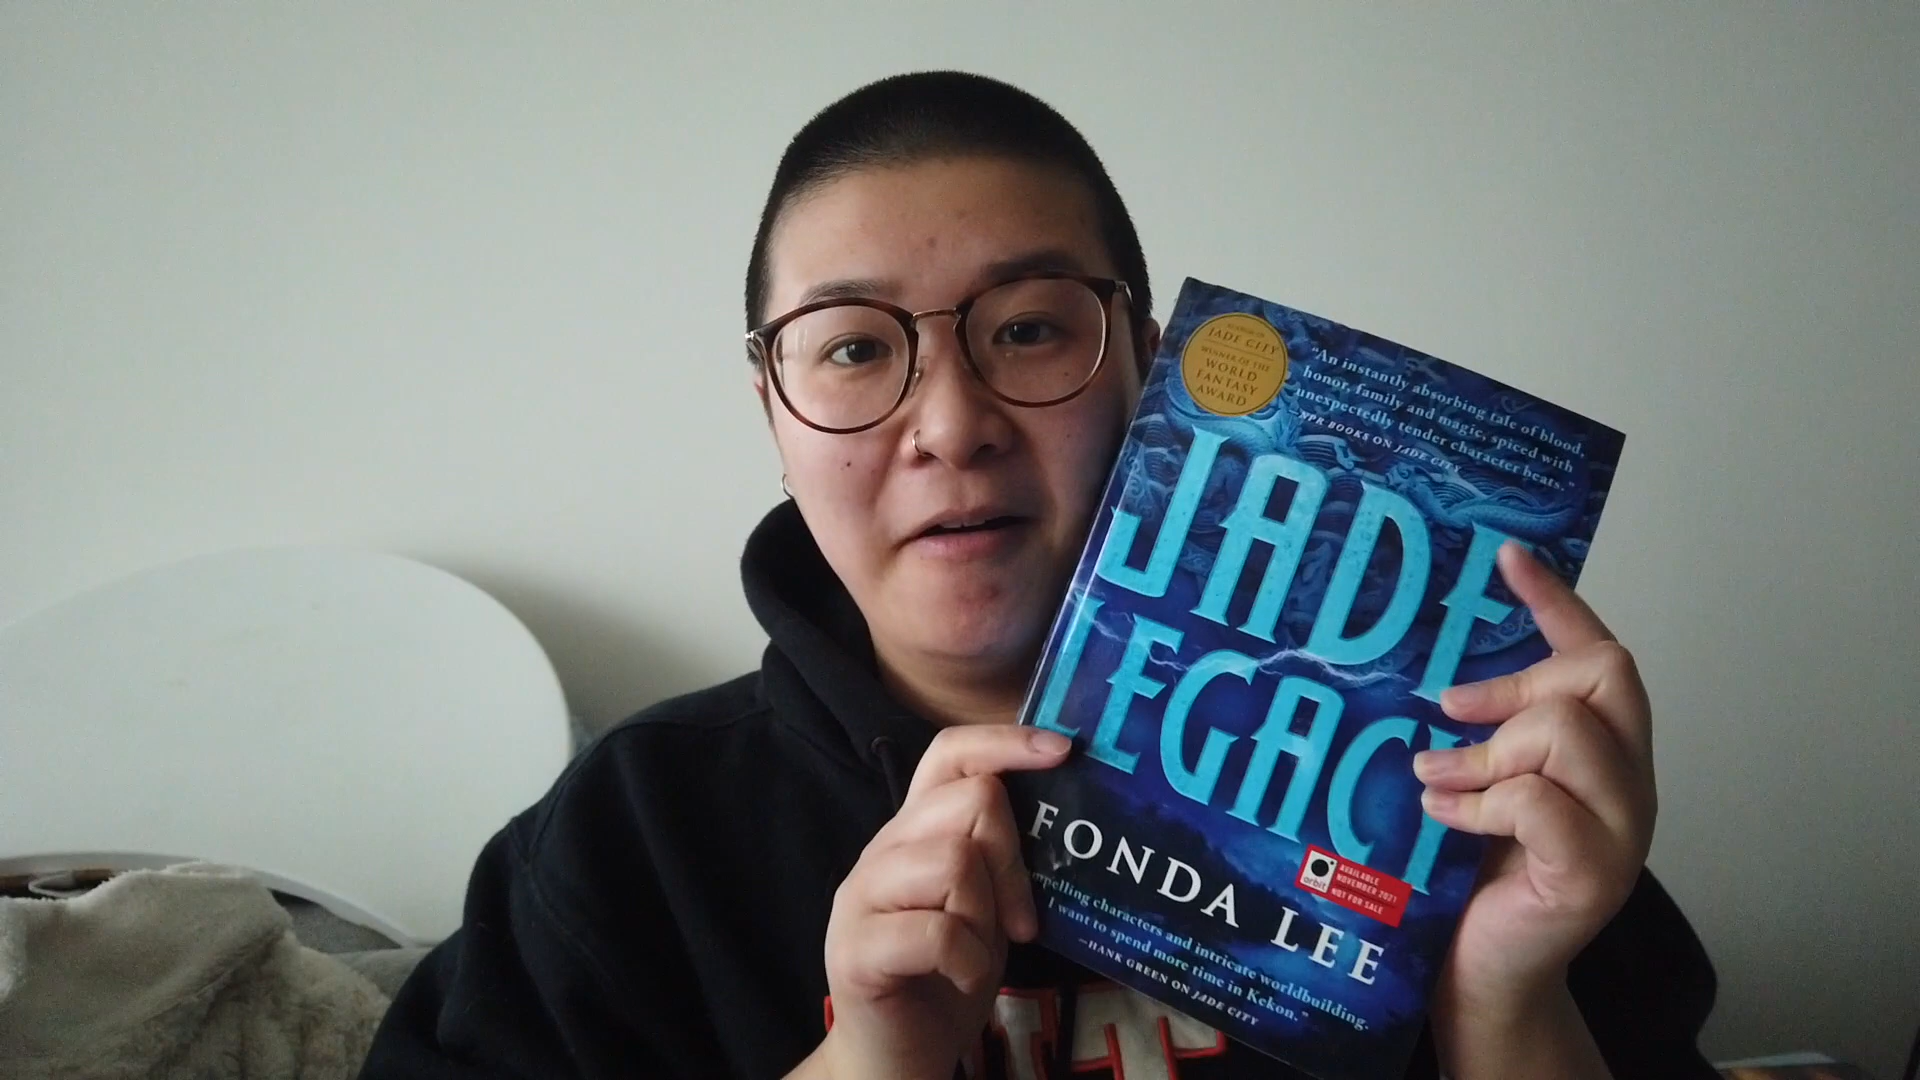 AUTHOR OF
JADE CITY
WINNER OF THE
WORLD
FANTASY
AWARD
"An instantly absorbing tale of blood,
honor, family and magic, spiced with
unexpectedly tender character beats."
—NPR BOOKS ON JADE CITY
JADE
LEGACY
FONDA LEE
orbit
AVAILABLE
NOVEMBER 2021
NOT FOR SALE
characters and intricate worldbuilding.
I want to spend more time in Kekon."
—HANK GREEN ON JADE CITY